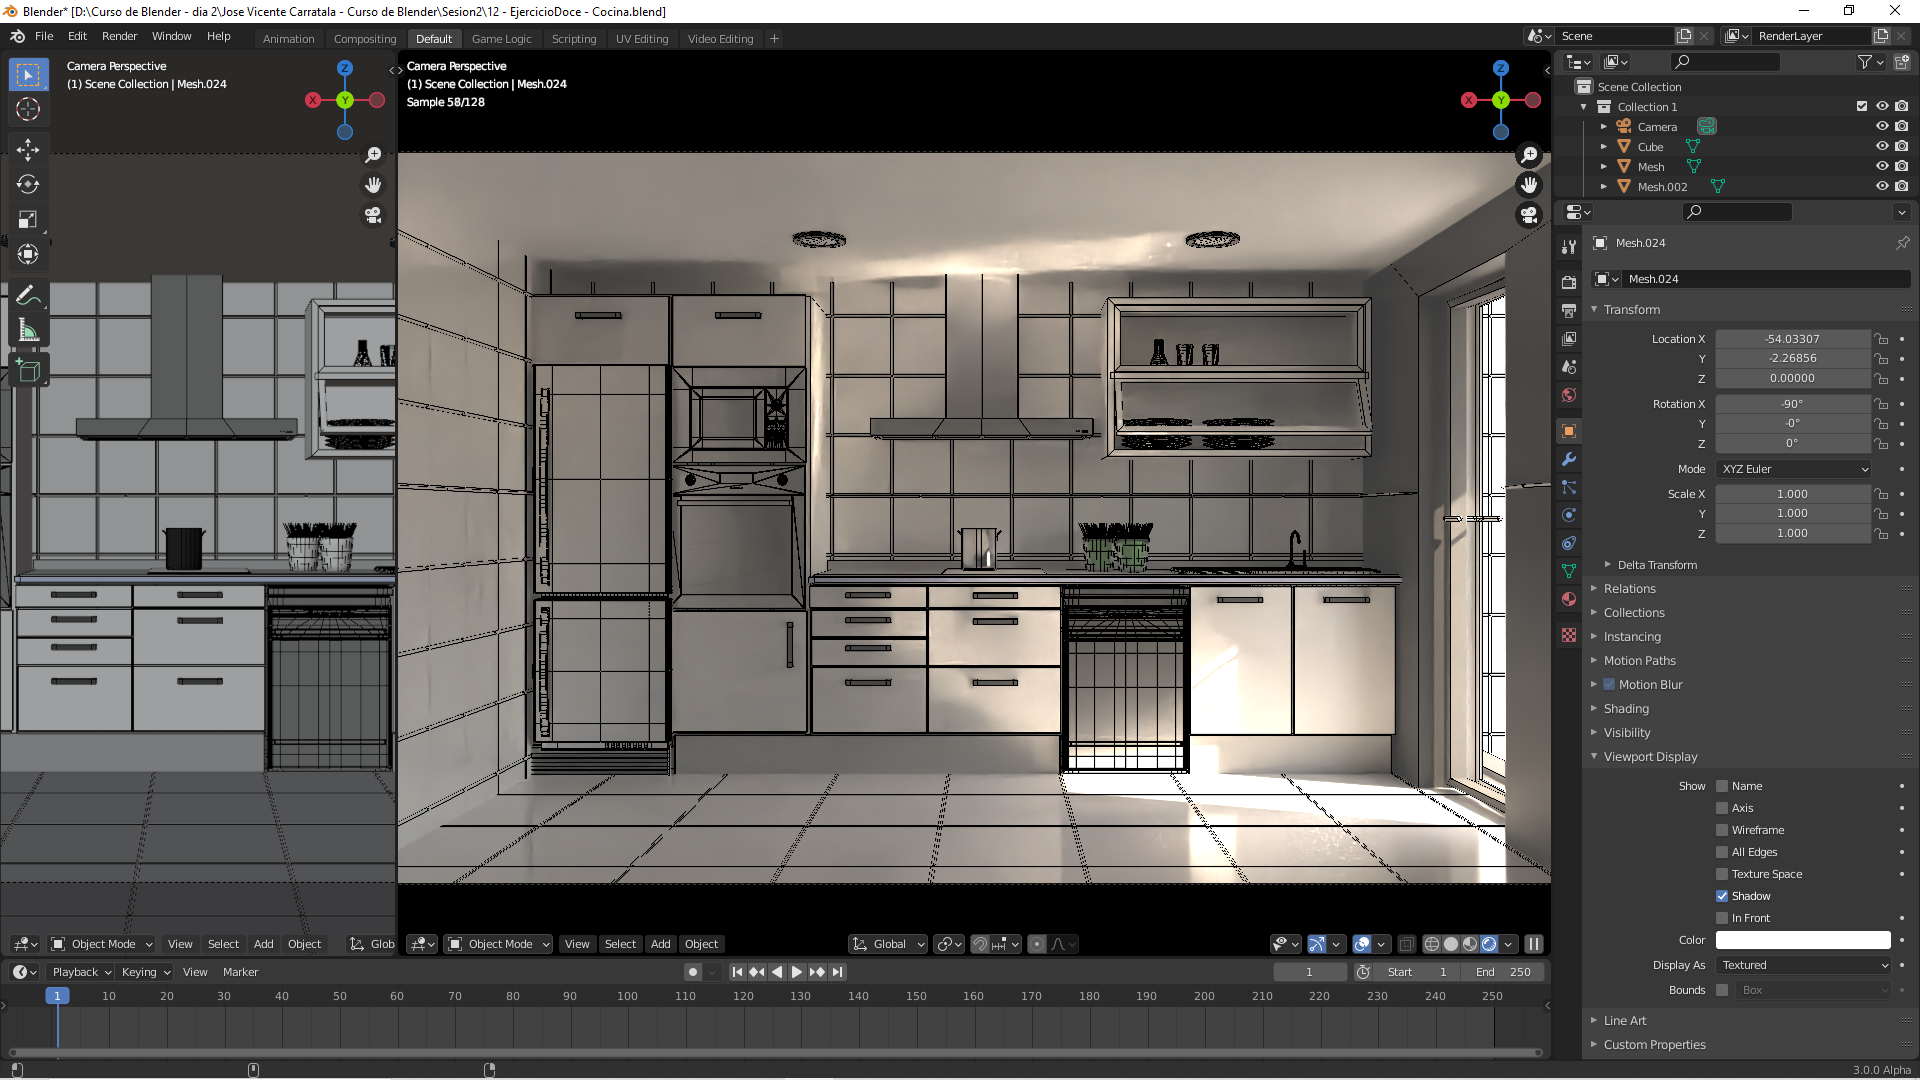 Blender* [D:\Curso de Blender - dia 2\Jose Vicente Carratala - Curso de Blender\Sesion2\12 - EjercicioDoce - Cocina.blend]
File Edit Render Window Help Animation Compositing Default Game Logic Scripting UV Editing Video Editing + Scene RenderLayer
Camera Perspective
(1) Scene Collection | Mesh.024
Camera Perspective
(1) Scene Collection | Mesh.024
Sample 58/128
Z
X
Y
Z
X
Y
Scene Collection
Collection 1
Camera
Cube
Mesh
Mesh.002
Mesh.024
Mesh.024
Transform
Location X -54.03307
Y -2.26856
Z 0.00000
Rotation X -90°
Y -0°
Z 0°
Mode XYZ Euler
Scale X 1.000
Y 1.000
Z 1.000
Delta Transform
Relations
Collections
Instancing
Motion Paths
Motion Blur
Shading
Visibility
Viewport Display
Show Name
Axis
Wireframe
All Edges
Texture Space
Shadow
In Front
Color
Display As Textured
Bounds Box
Line Art
Custom Properties
Object Mode View Select Add Object Glob
Object Mode View Select Add Object Global
Playback Keying View Marker 1 Start 1 End 250
1 10 20 30 40 50 60 70 80 90 100 110 120 130 140 150 160 170 180 190 200 210 220 230 240 250
3.0.0 Alpha